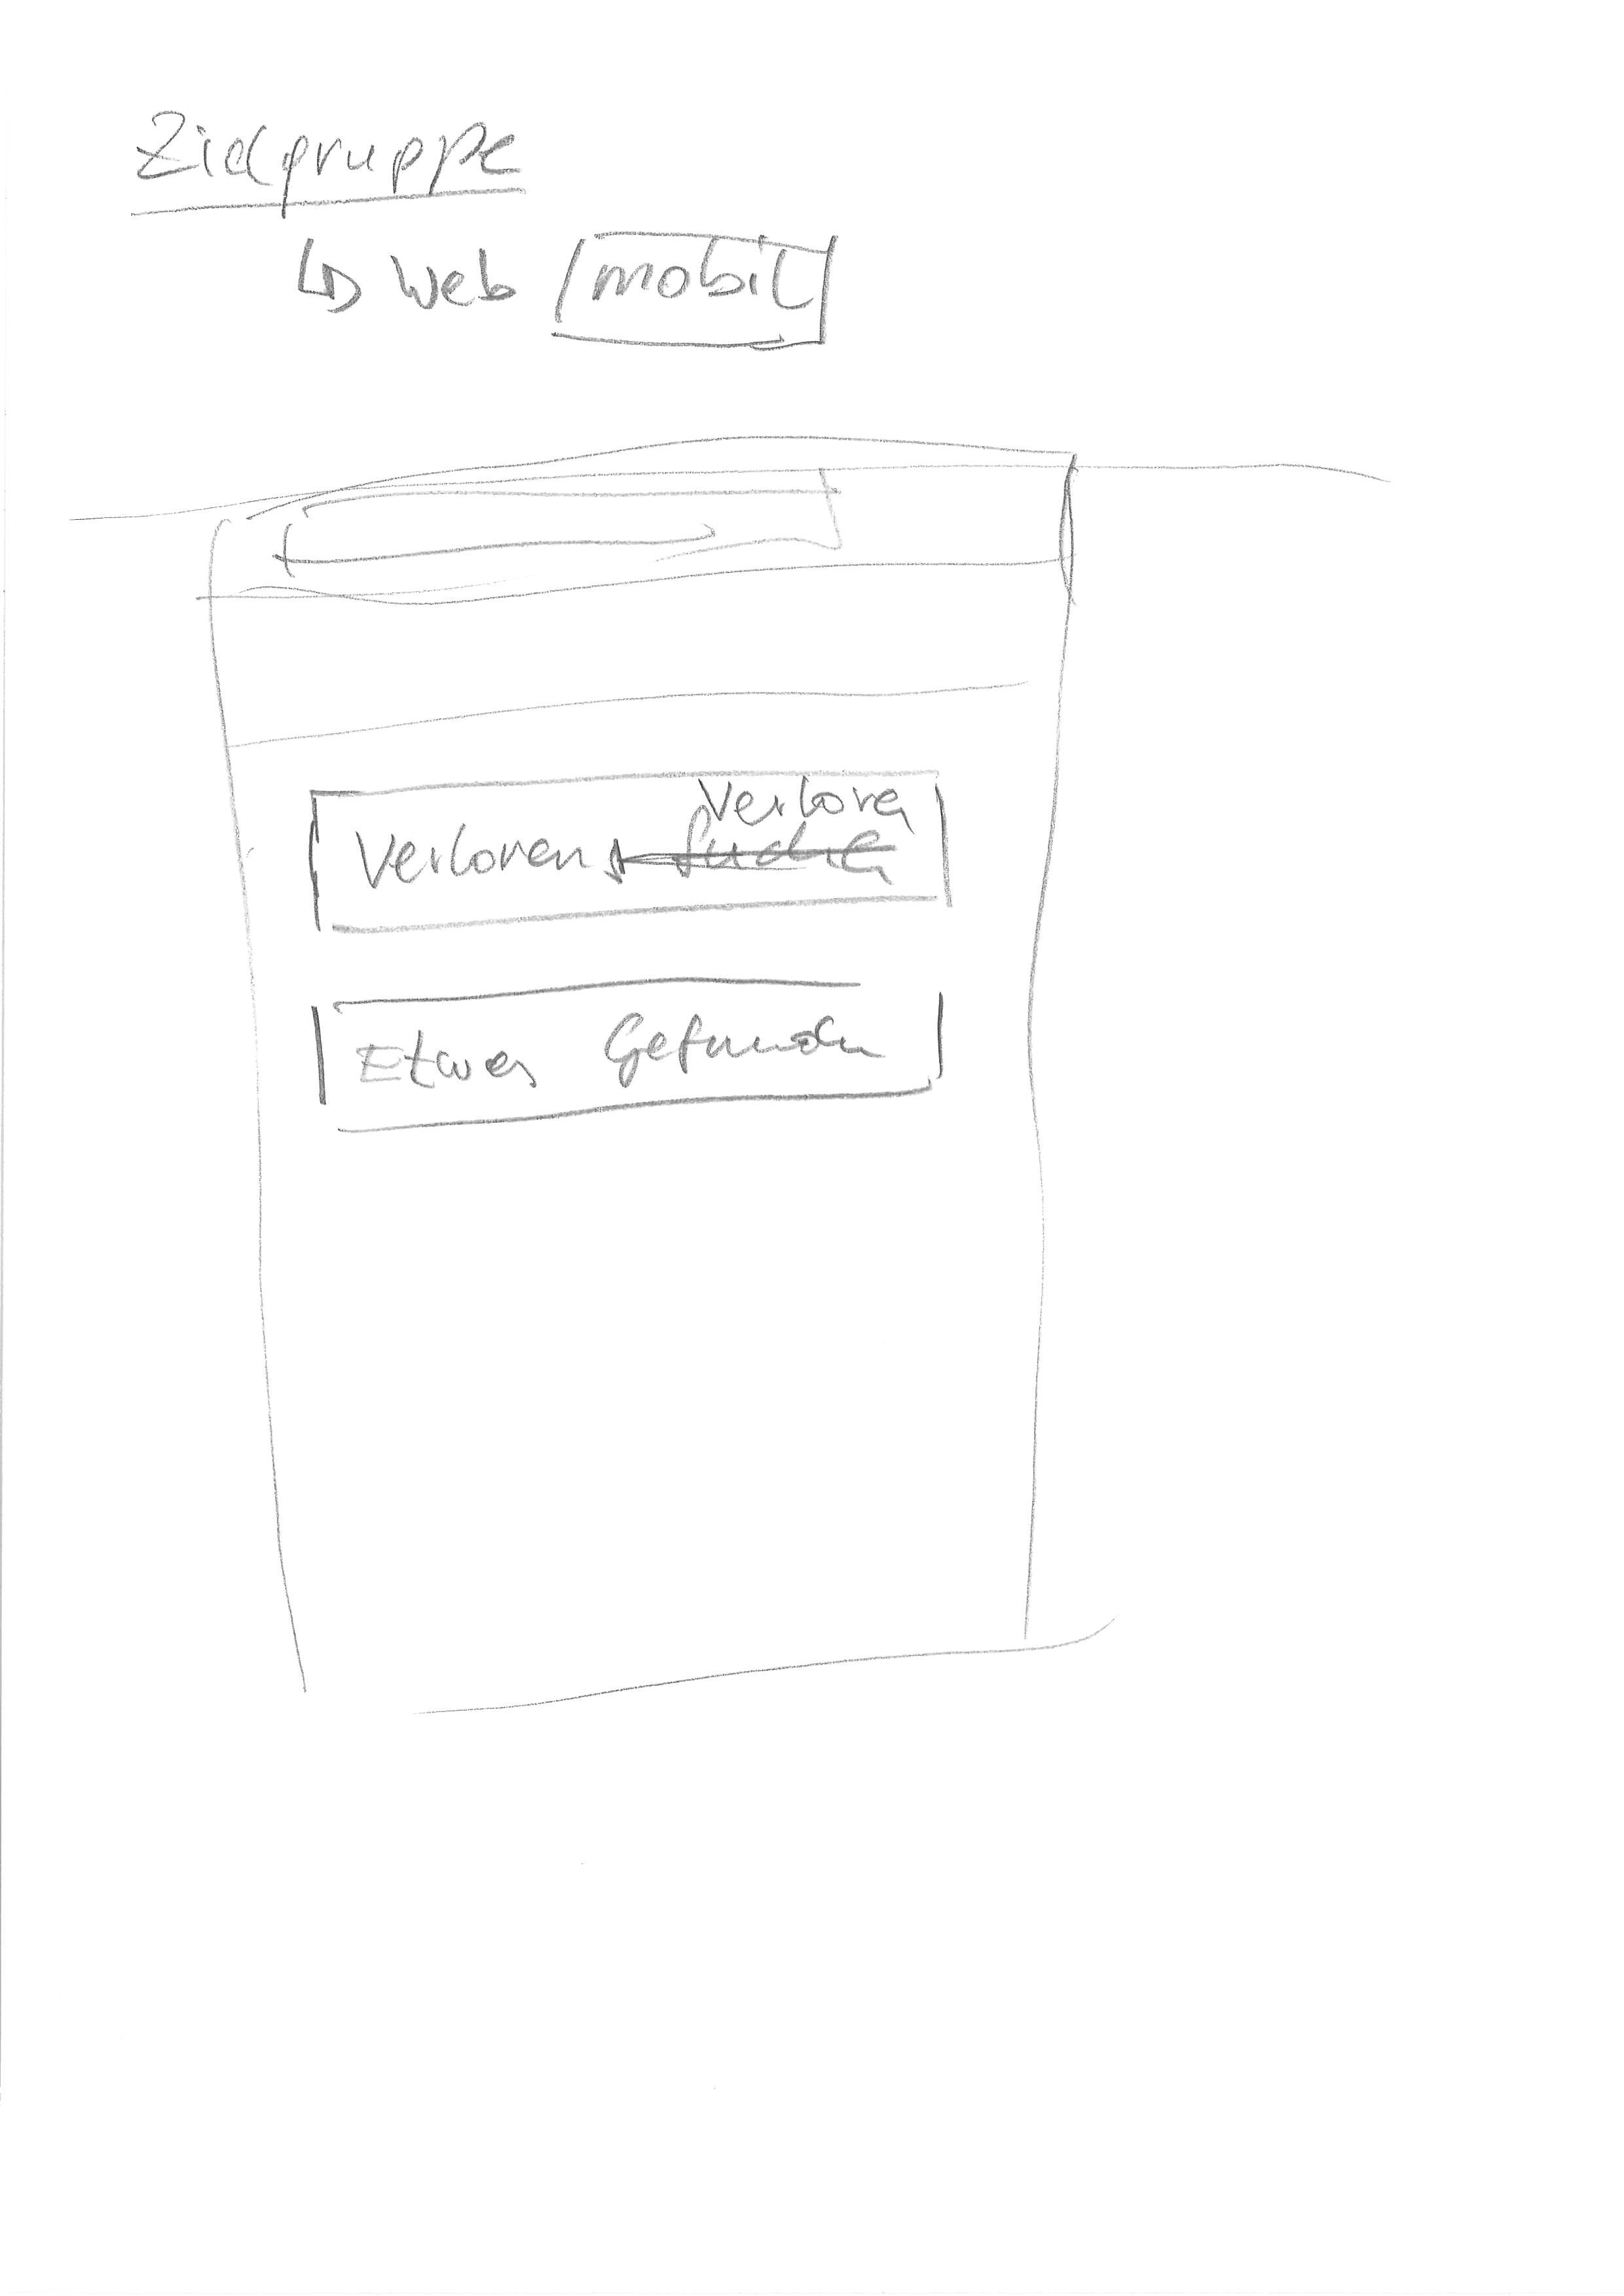 Zielgruppe
↳ Web / mobil
Verloren
Verloren
Etwas Gefunden